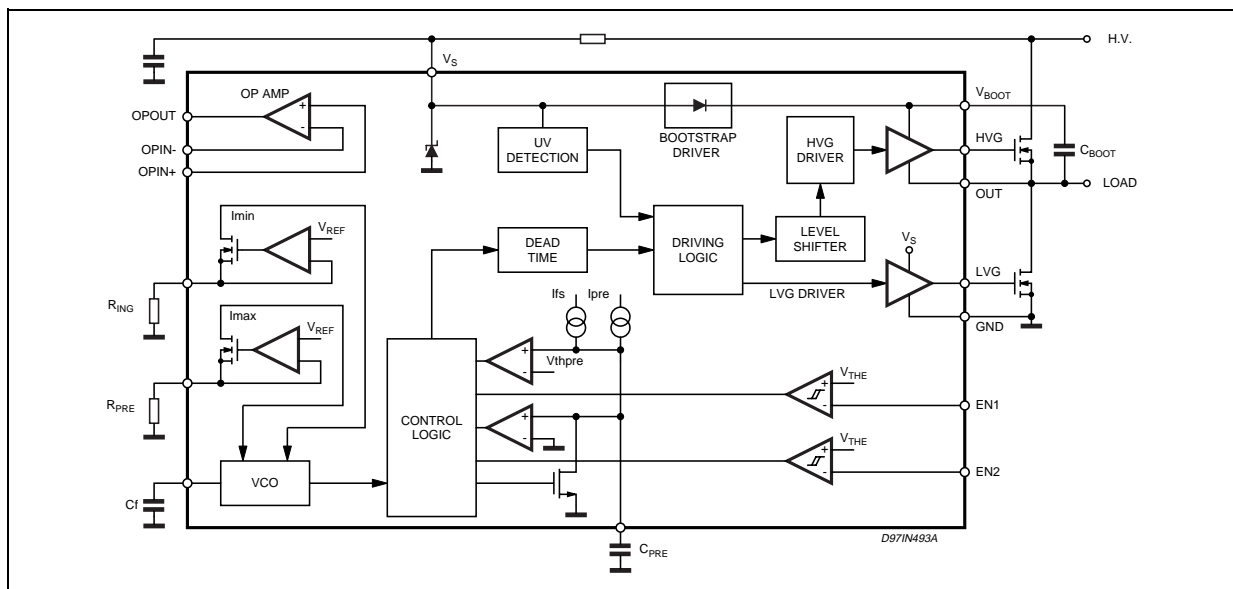 H.V.
VS
OP AMP
+
-
OPOUT
OPIN-
OPIN+
UV
DETECTION
BOOTSTRAP
DRIVER
HVG
DRIVER
VBOOT
HVG
CBOOT
OUT
LOAD
Imin
VREF
RING
Imax
VREF
RPRE
DEAD
TIME
DRIVING
LOGIC
LEVEL
SHIFTER
VS
LVG DRIVER
LVG
GND
Ifs
Ipre
+
-
Vthpre
CONTROL
LOGIC
+
-
VTHE
+
-
EN1
VTHE
+
-
EN2
VCO
Cf
CPRE
D97IN493A